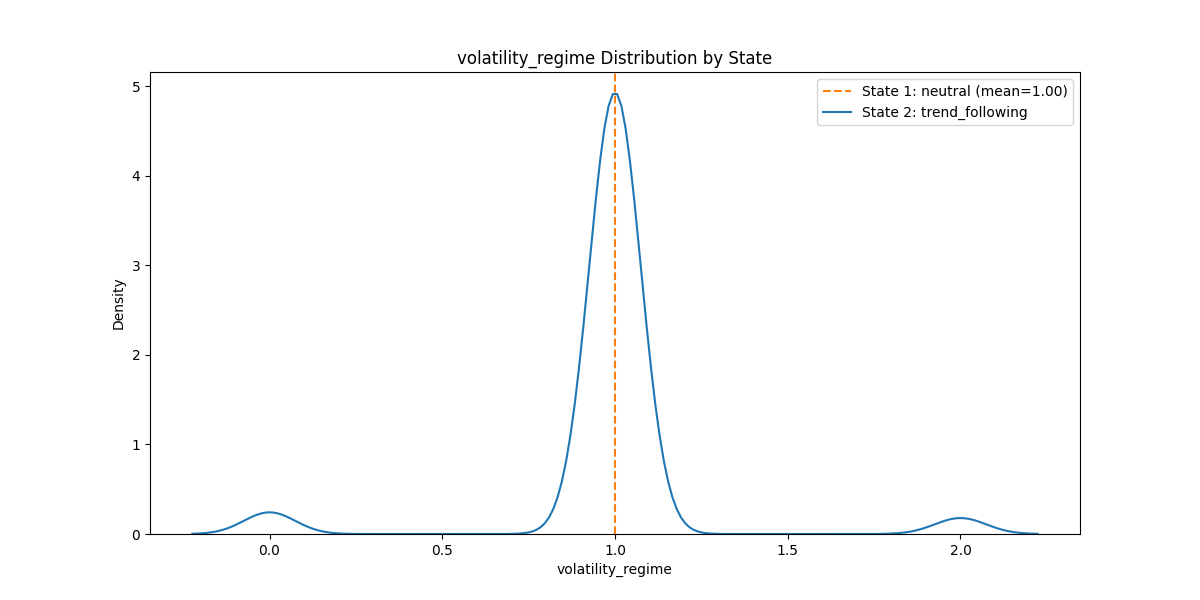 volatility_regime Distribution by State
State 1: neutral (mean=1.00)
State 2: trend_following
5
4
3
2
1
0
Density
0.0
0.5
1.0
1.5
2.0
volatility_regime